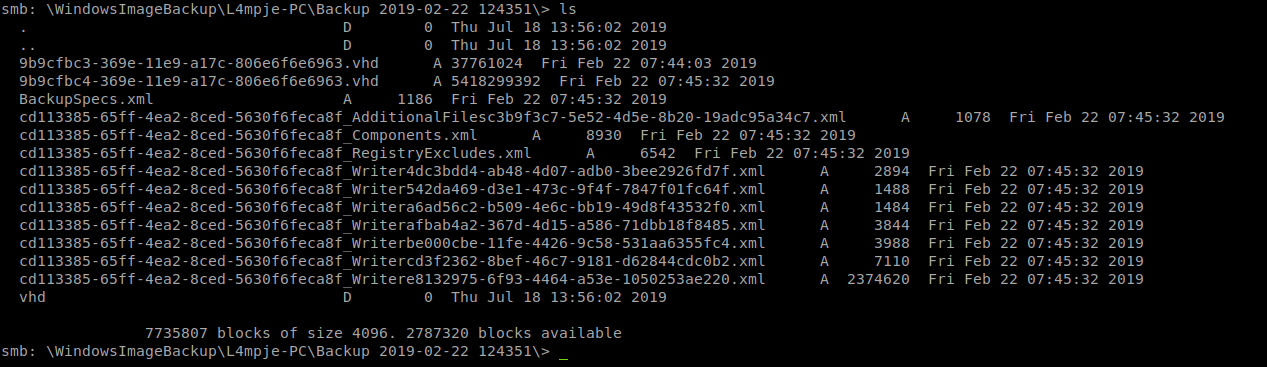 smb: \WindowsImageBackup\L4mpje-PC\Backup 2019-02-22 124351\> ls
. D 0 Thu Jul 18 13:56:02 2019
.. D 0 Thu Jul 18 13:56:02 2019
9b9cfbc3-369e-11e9-a17c-806e6f6e6963.vhd A 37761024 Fri Feb 22 07:44:03 2019
9b9cfbc4-369e-11e9-a17c-806e6f6e6963.vhd A 5418299392 Fri Feb 22 07:45:32 2019
BackupSpecs.xml A 1186 Fri Feb 22 07:45:32 2019
cd113385-65ff-4ea2-8ced-5630f6feca8f_AdditionalFilesc3b9f3c7-5e52-4d5e-8b20-19adc95a34c7.xml A 1078 Fri Feb 22 07:45:32 2019
cd113385-65ff-4ea2-8ced-5630f6feca8f_Components.xml A 8930 Fri Feb 22 07:45:32 2019
cd113385-65ff-4ea2-8ced-5630f6feca8f_RegistryExcludes.xml A 6542 Fri Feb 22 07:45:32 2019
cd113385-65ff-4ea2-8ced-5630f6feca8f_Writer4dc3bdd4-ab48-4d07-adb0-3bee2926fd7f.xml A 2894 Fri Feb 22 07:45:32 2019
cd113385-65ff-4ea2-8ced-5630f6feca8f_Writer542da469-d3e1-473c-9f4f-7847f01fc64f.xml A 1488 Fri Feb 22 07:45:32 2019
cd113385-65ff-4ea2-8ced-5630f6feca8f_Writera6ad56c2-b509-4e6c-bb19-49d8f43532f0.xml A 1484 Fri Feb 22 07:45:32 2019
cd113385-65ff-4ea2-8ced-5630f6feca8f_Writerafbab4a2-367d-4d15-a586-71dbb18f8485.xml A 3844 Fri Feb 22 07:45:32 2019
cd113385-65ff-4ea2-8ced-5630f6feca8f_Writerbe000cbe-11fe-4426-9c58-531aa6355fc4.xml A 3988 Fri Feb 22 07:45:32 2019
cd113385-65ff-4ea2-8ced-5630f6feca8f_Writercd3f2362-8bef-46c7-9181-d62844cdc0b2.xml A 7110 Fri Feb 22 07:45:32 2019
cd113385-65ff-4ea2-8ced-5630f6feca8f_Writere8132975-6f93-4464-a53e-1050253ae220.xml A 2374620 Fri Feb 22 07:45:32 2019
vhd D 0 Thu Jul 18 13:56:02 2019
7735807 blocks of size 4096. 2787320 blocks available
smb: \WindowsImageBackup\L4mpje-PC\Backup 2019-02-22 124351\> _